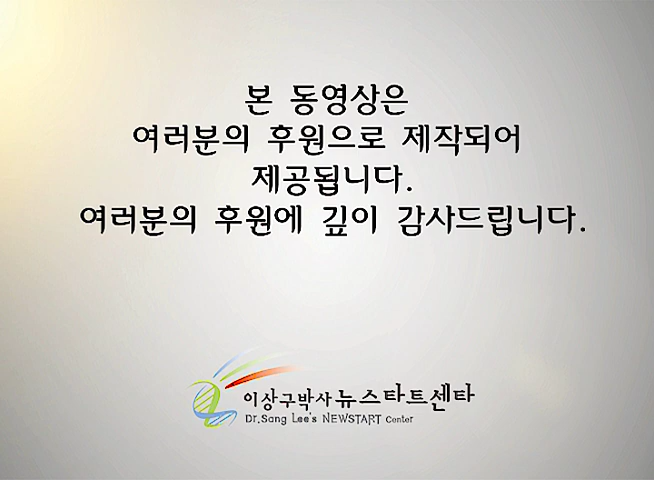 본 동영상은
여러분의 후원으로 제작되어
제공됩니다.
여러분의 후원에 깊이 감사드립니다.
이상구박사 뉴스타트센타
Dr.Sang Lee's NEWSTART Center